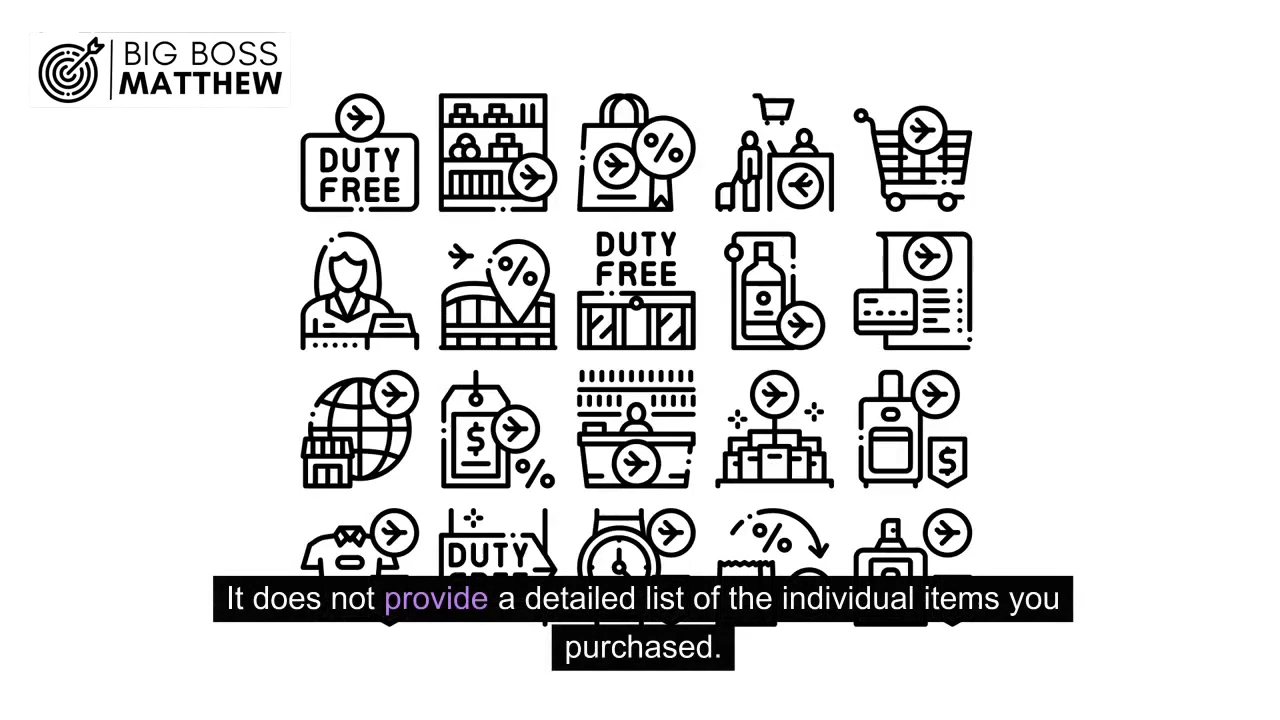 BIG BOSS
MATTHEW
DUTY
FREE
%
DUTY
FREE
%
$
%
$
DUTY
%
It does not provide a detailed list of the individual items you
purchased.